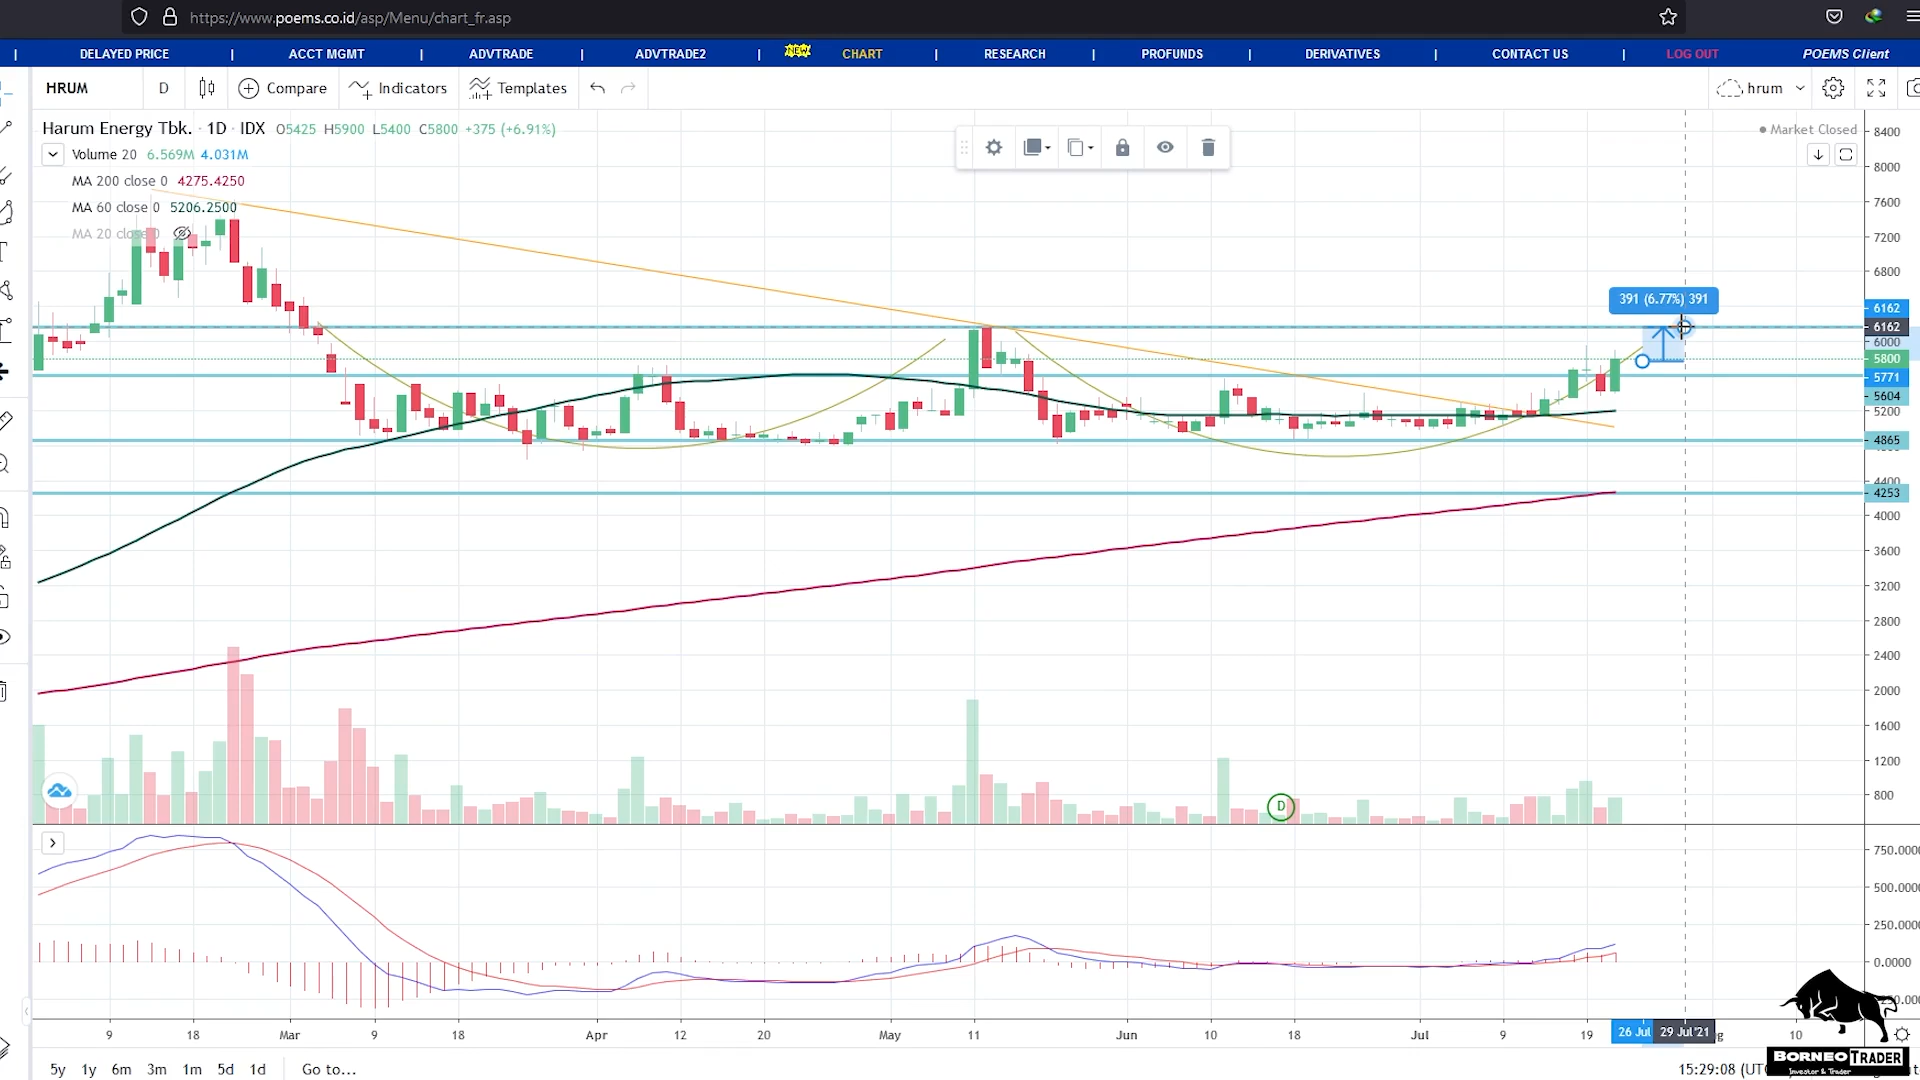 https://www.poems.co.id/asp/Menu/chart_fr.asp
| DELAYED PRICE | ACCT MGMT | ADVTRADE | ADVTRADE2 | NEW CHART | RESEARCH | PROFUNDS | DERIVATIVES | CONTACT US | LOG OUT POEMS Client
HRUM D Compare Indicators Templates hrum
Harum Energy Tbk. · 1D · IDX O5425 H5900 L5400 C5800 +375 (+6.91%)
Market Closed
Volume 20 6.569M 4.031M
MA 200 close 0 4275.4250
MA 60 close 0 5206.2500
MA 20 close 0
391 (6.77%) 391
8400
8000
7600
7200
6800
6162
6162
6000
5800
5771
5604
5200
4865
4400
4253
4000
3600
3200
2800
2400
2000
1600
1200
800
D
750.0000
500.0000
250.0000
0.0000
9 18 Mar 9 18 Apr 12 20 May 11 Jun 10 18 Jul 9 19 26 Jul 29 Jul'21 10
5y 1y 6m 3m 1m 5d 1d Go to...
15:29:08 (UTC
BORNEO TRADER
Investor & Trader